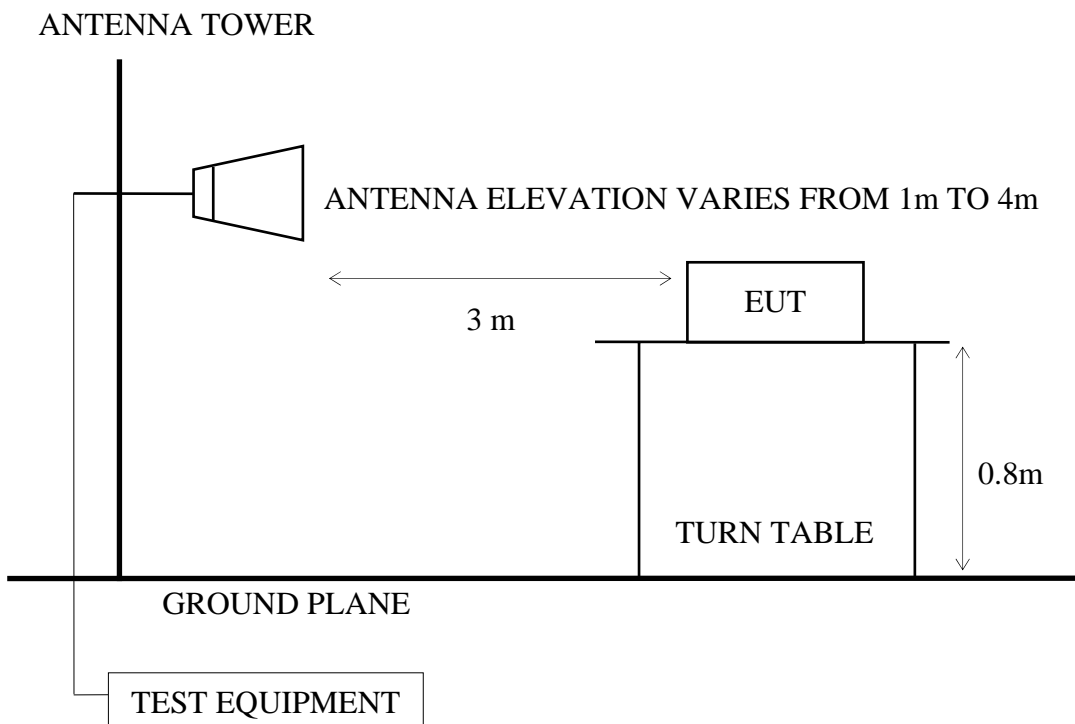 ANTENNA TOWER
ANTENNA ELEVATION VARIES FROM 1m TO 4m
EUT
3 m
0.8m
TURN TABLE
GROUND PLANE
TEST EQUIPMENT